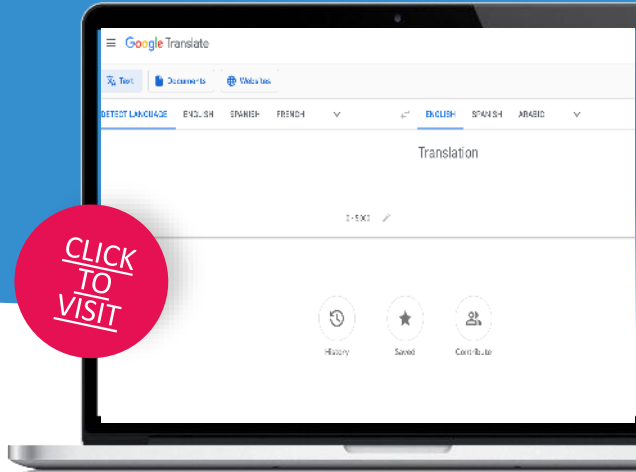 Google Translate
Text Documents Websites
DETECT LANGUAGE ENGLISH SPANISH FRENCH ENGLISH SPANISH ARABIC
Translation
CLICK
TO
VISIT
History Saved Contribute